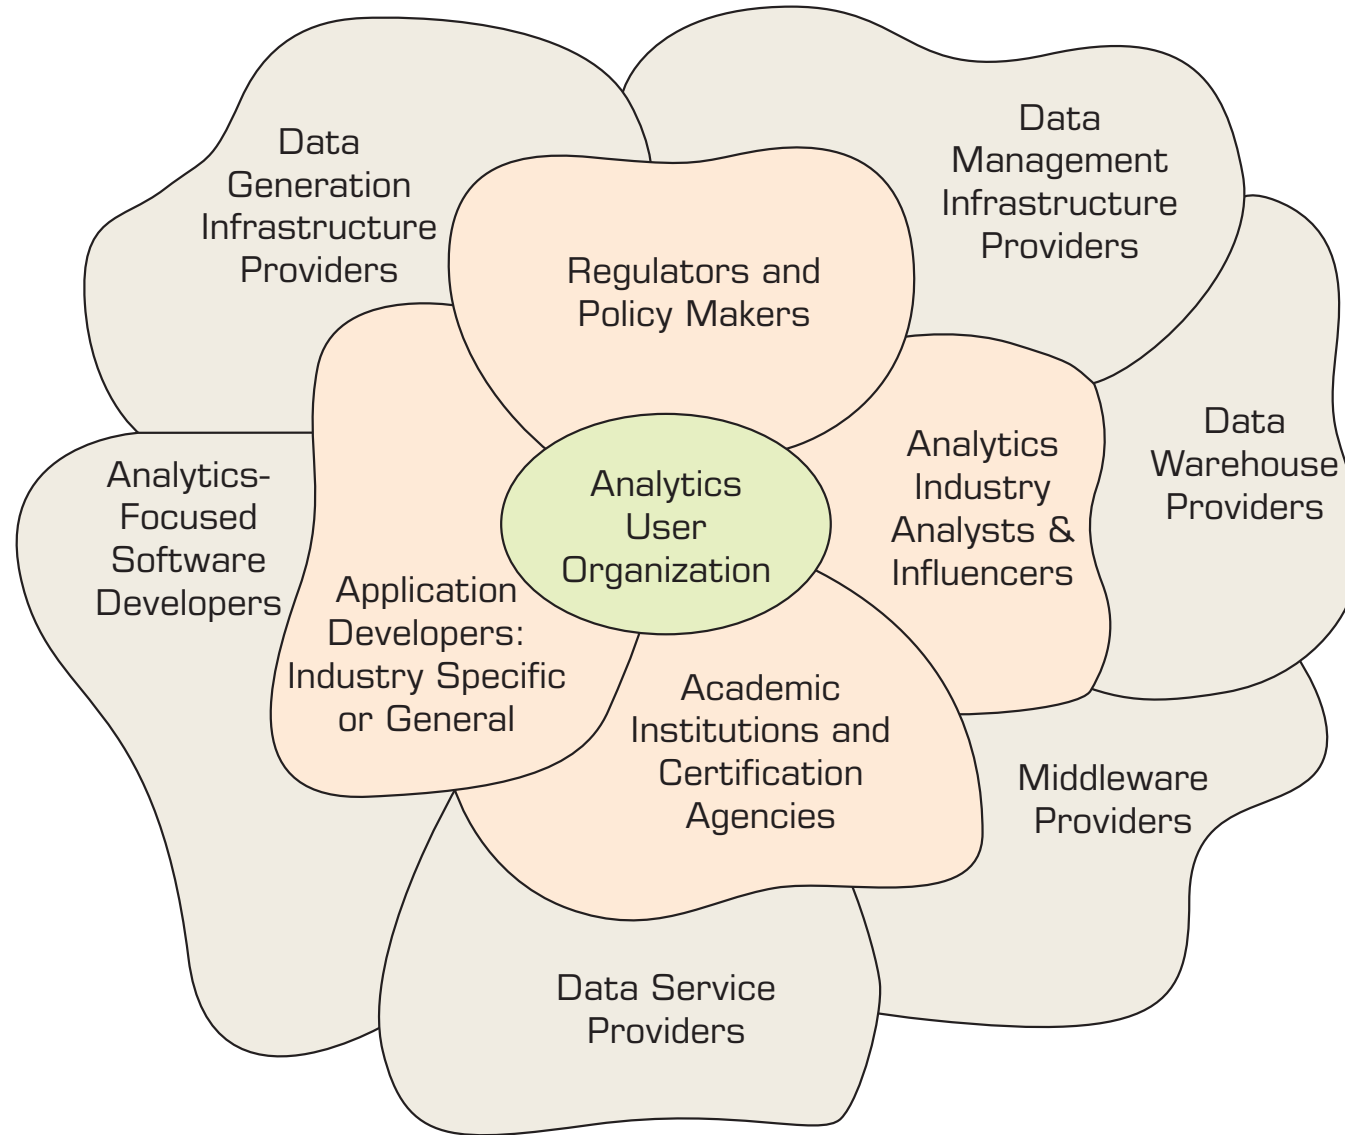 Data
Generation
Infrastructure
Providers
Data
Management
Infrastructure
Providers
Regulators and
Policy Makers
Analytics-
Focused
Software
Developers
Analytics
User
Organization
Analytics
Industry
Analysts &
Influencers
Data
Warehouse
Providers
Application
Developers:
Industry Specific
or General
Academic
Institutions and
Certification
Agencies
Middleware
Providers
Data Service
Providers